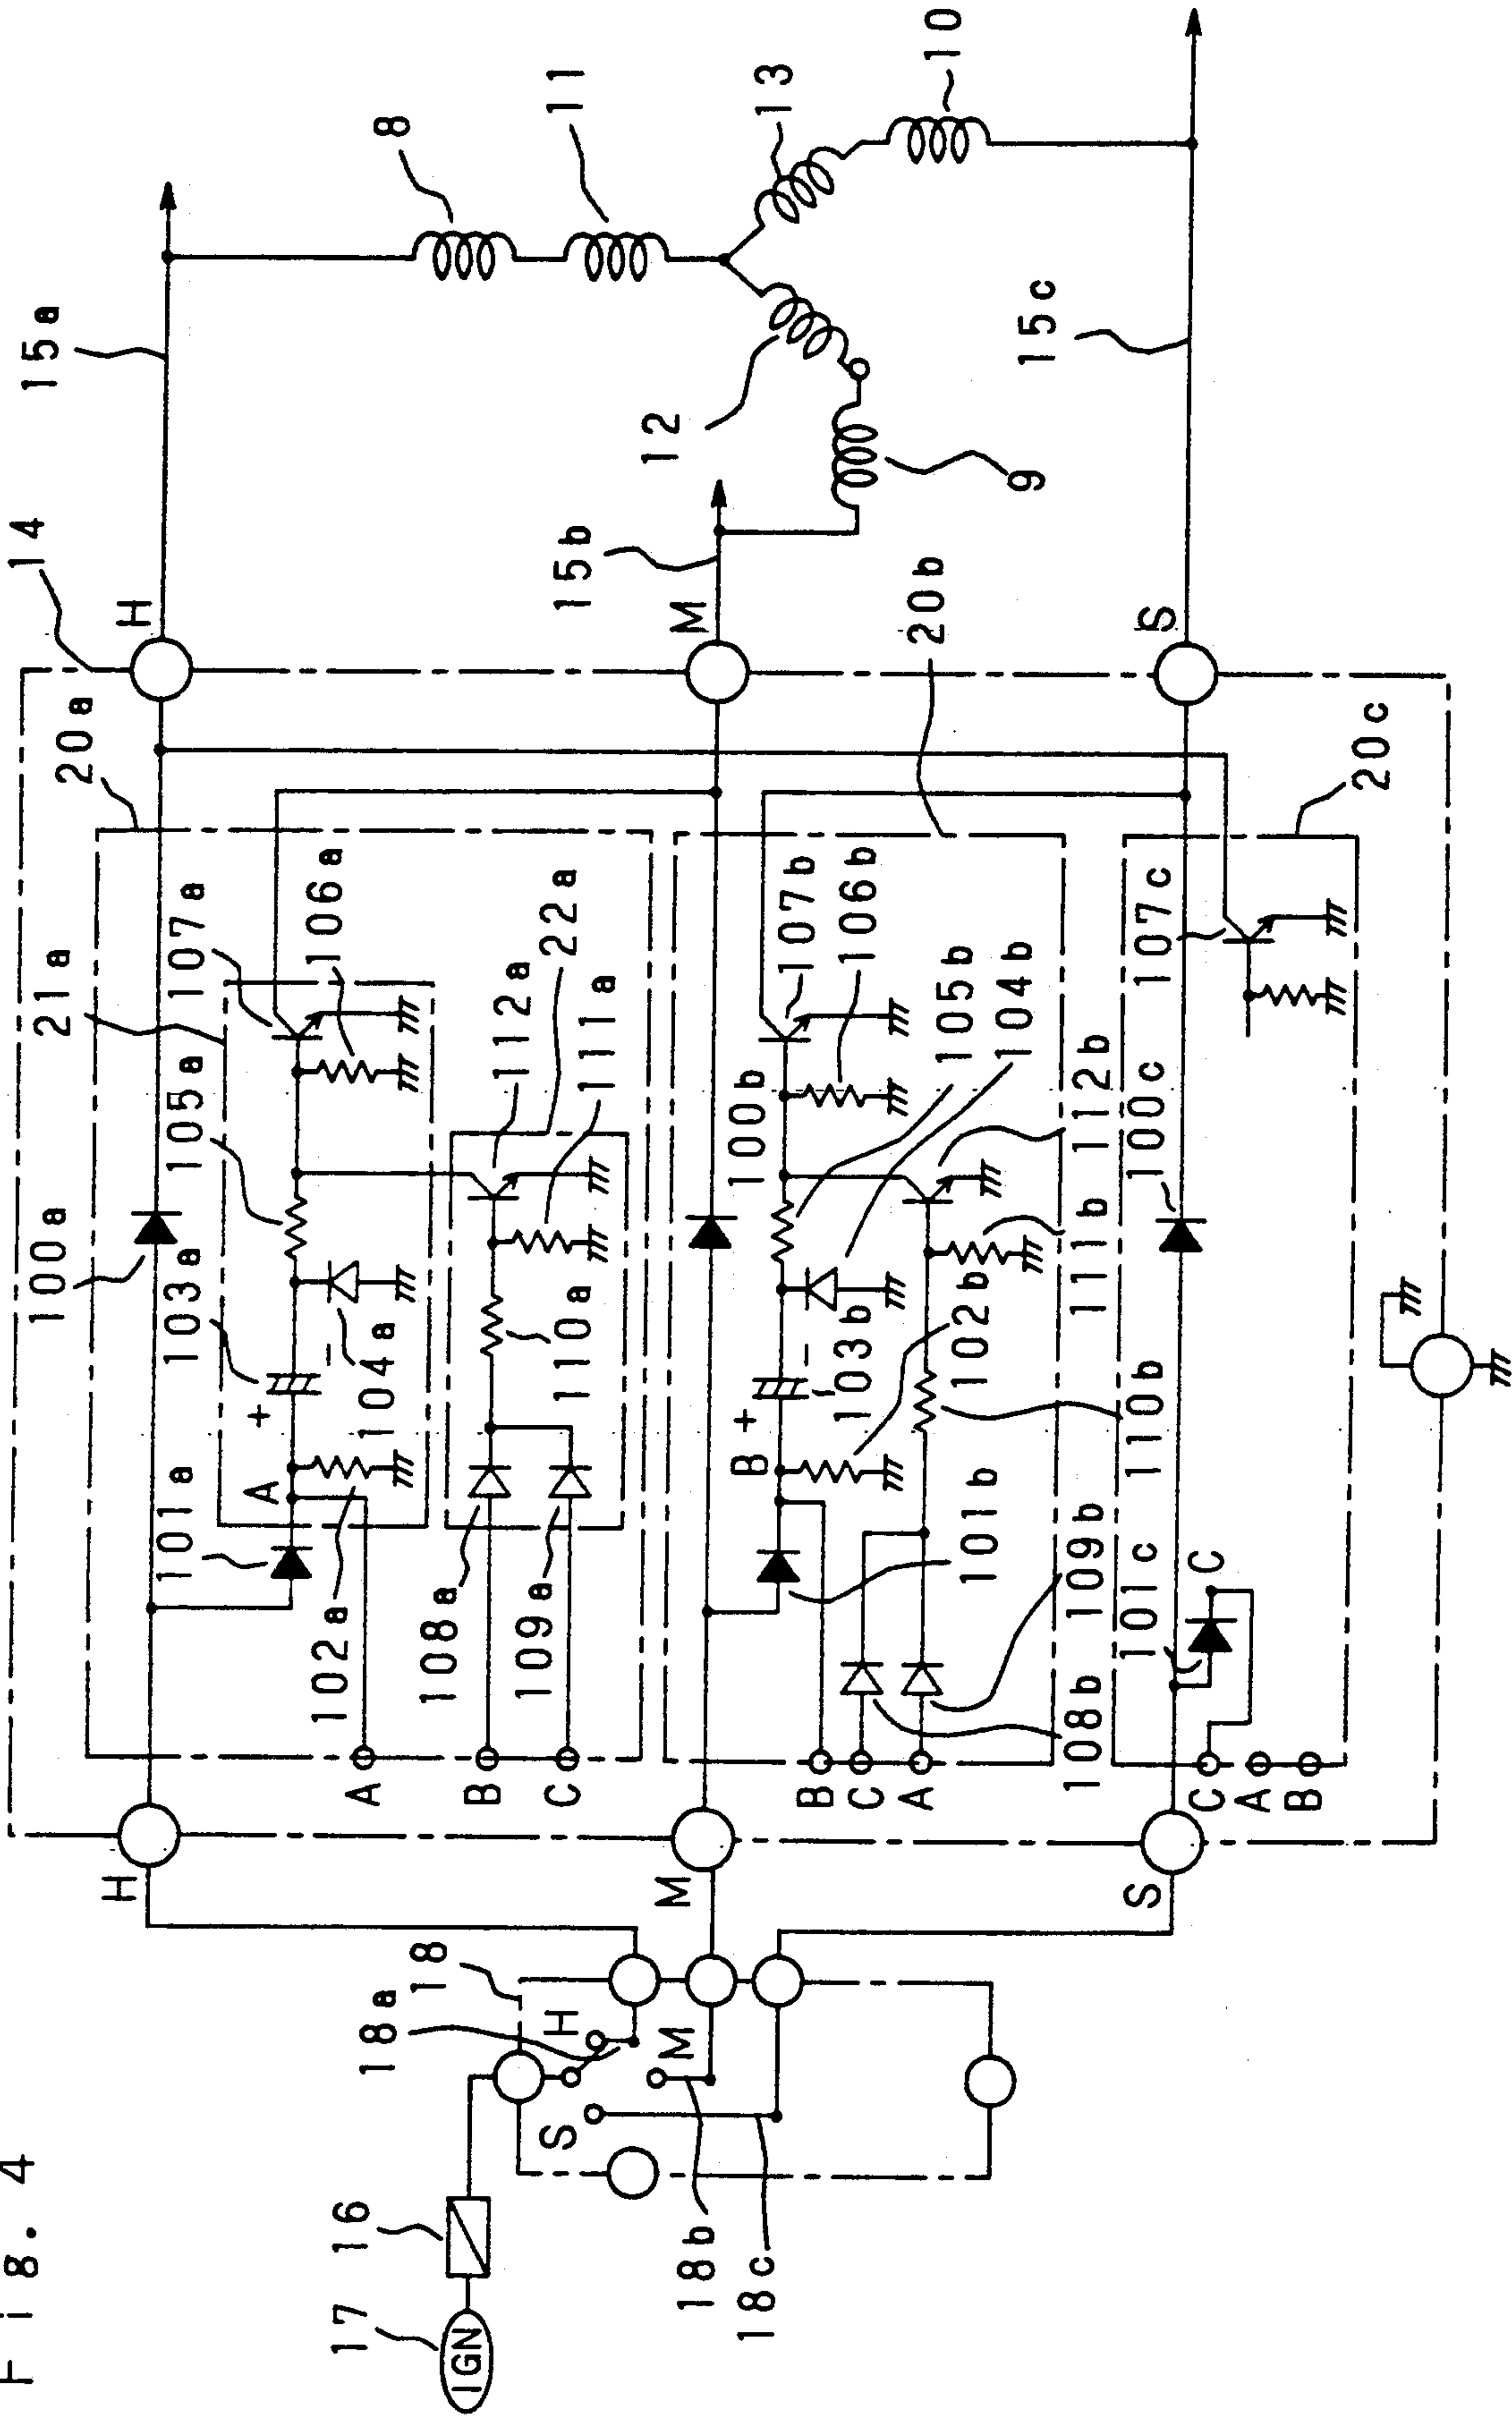 Fig. 4
17
IGN
16
18
18a
H
M
S
18b
18c
H
M
S
14
H
M
S
15a
15b
15c
8
11
12
13
9
10
20a
21a
100a
101a
A
102a
+
103a
−
104a
105a
106a
107a
108a
109a
110a
22a
112a
111a
A
B
C
20b
100b
101b
B
+
103b
−
102b
104b
105b
106b
107b
108b
109b
110b
111b
112b
B
C
A
20c
100c
101c
C
107c
C
A
B